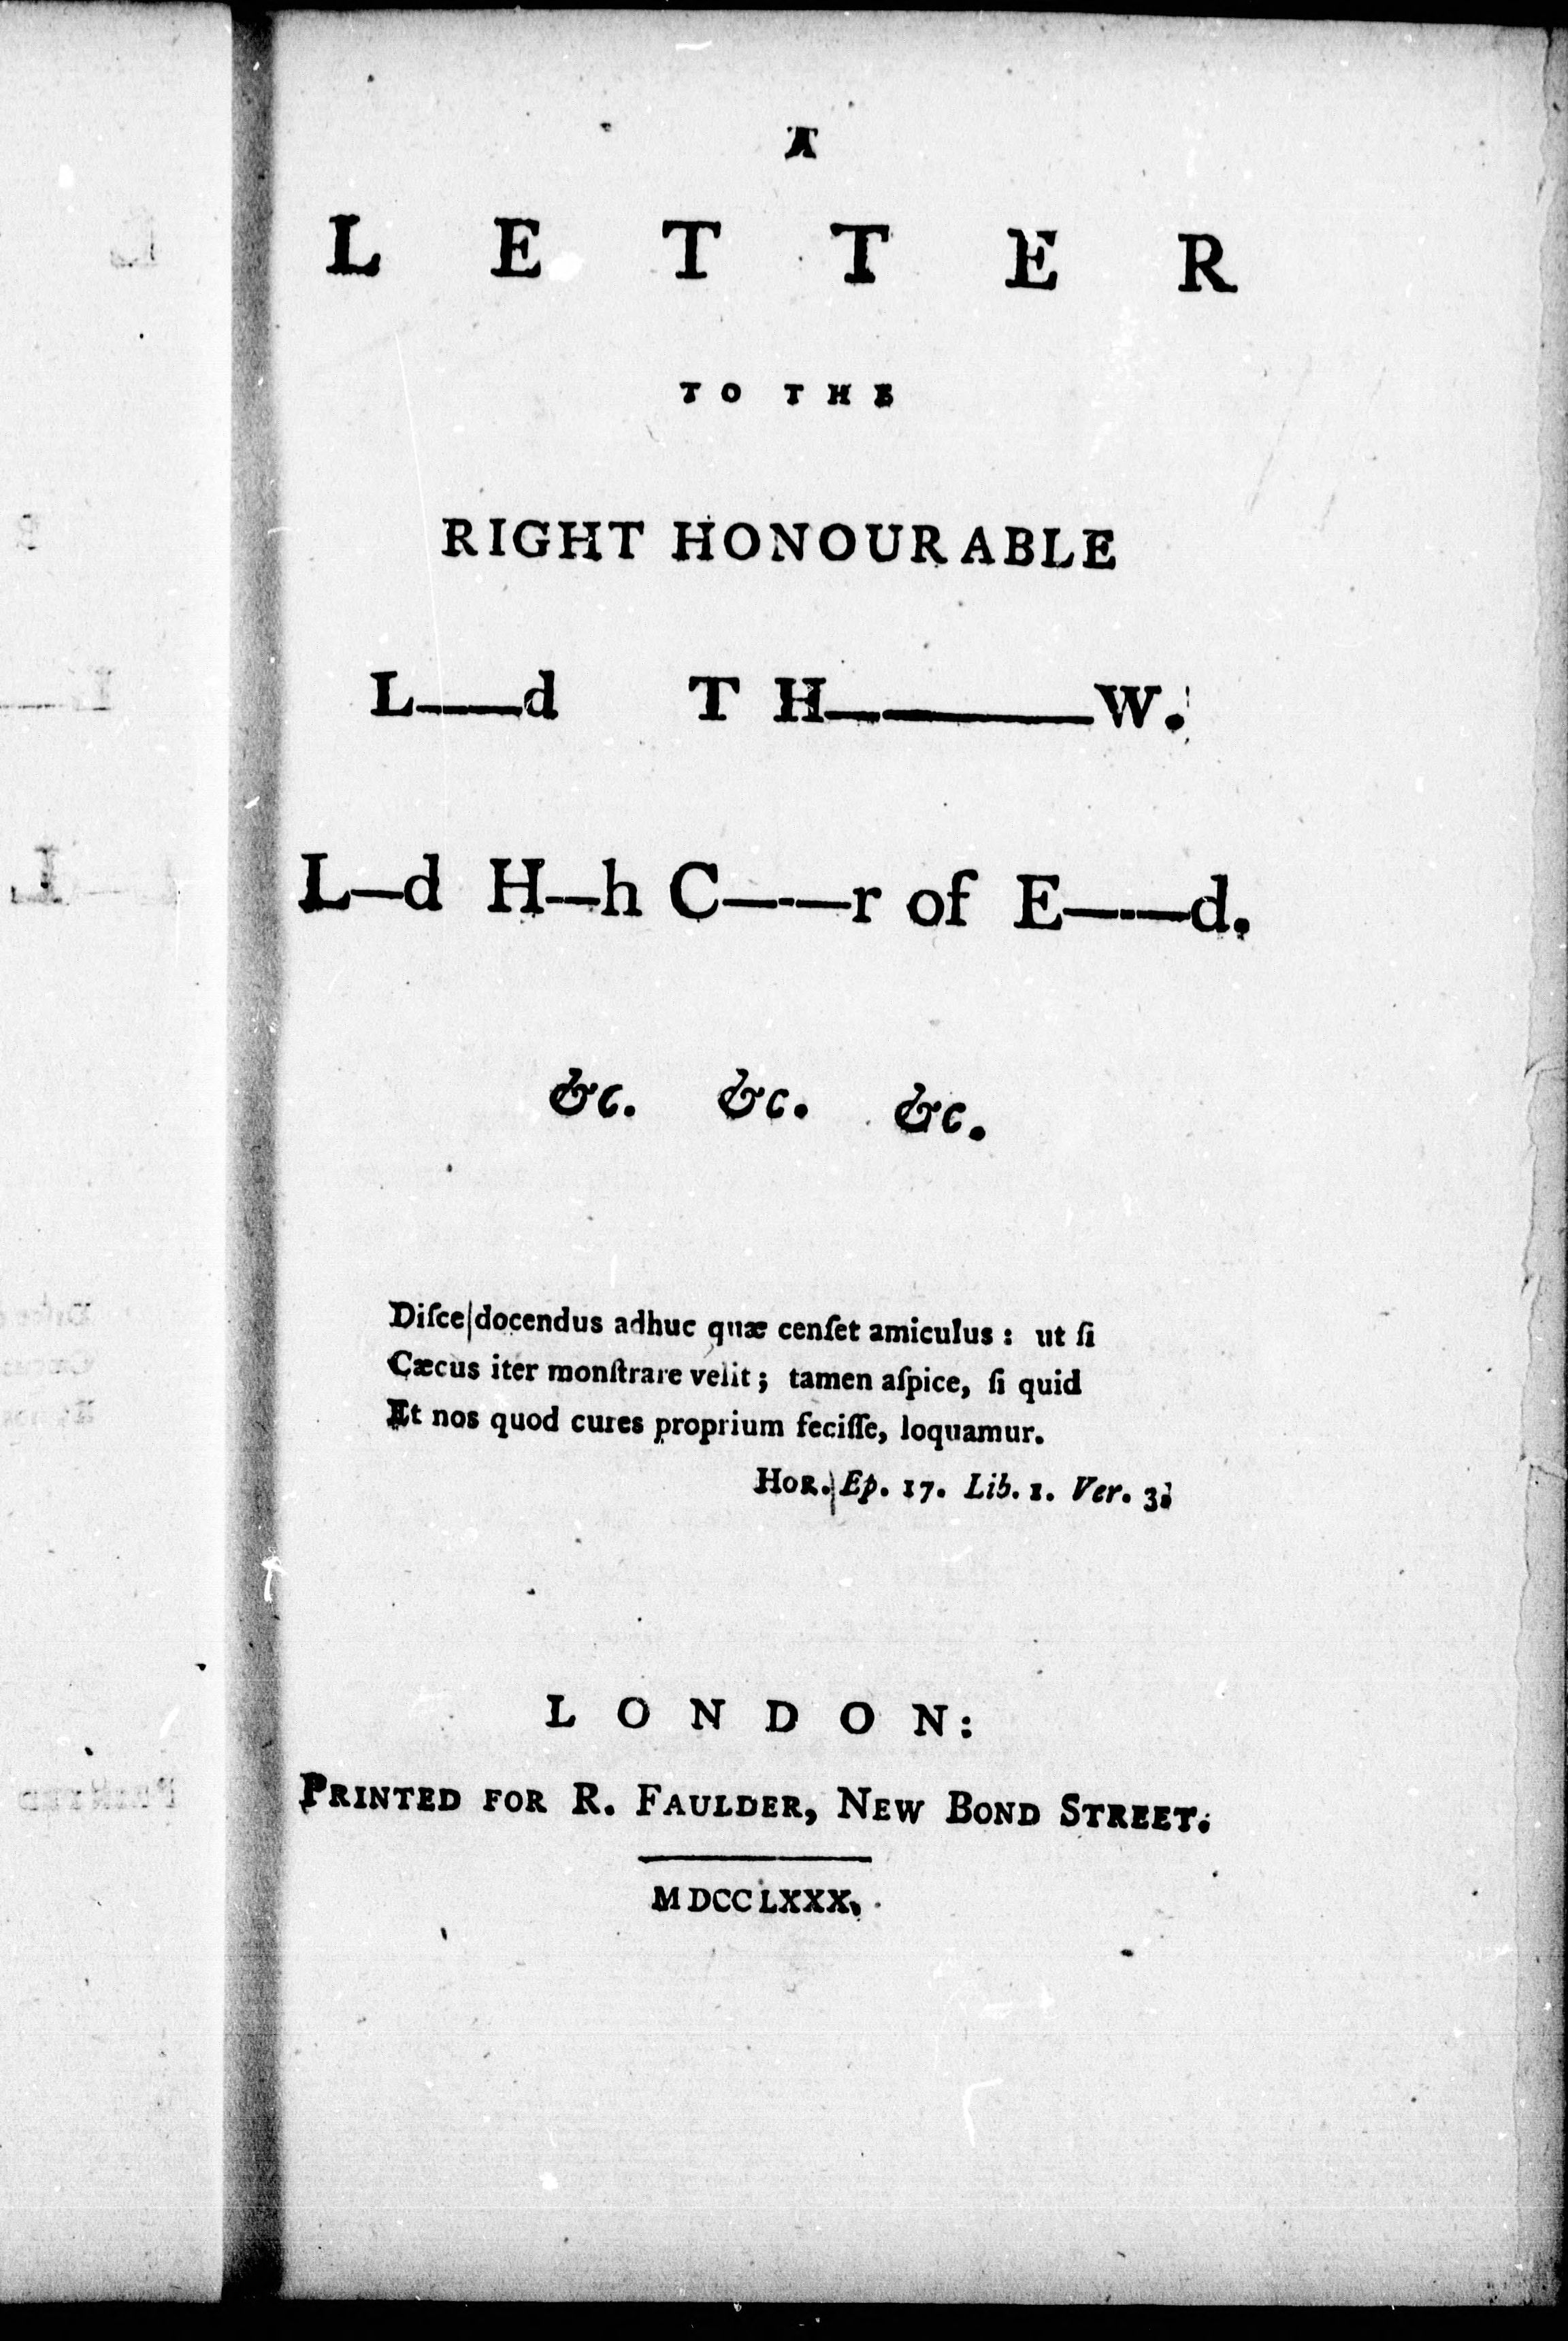 A
LETTER
TO THE
RIGHT HONOURABLE
L——d TH————W.
L—d H—h C—-—r of E—-—d.
&c. &c. &c.
Diſce docendus adhuc quæ cenſet amiculus : ut ſi
Cæcus iter monſtrare velit ; tamen aſpice, ſi quid
Et nos quod cures proprium feciſſe, loquamur.
HOR. Ep. 17. Lib. 1. Ver. 3.
LONDON:
PRINTED FOR R. FAULDER, NEW BOND STREET.
MDCCLXXX.